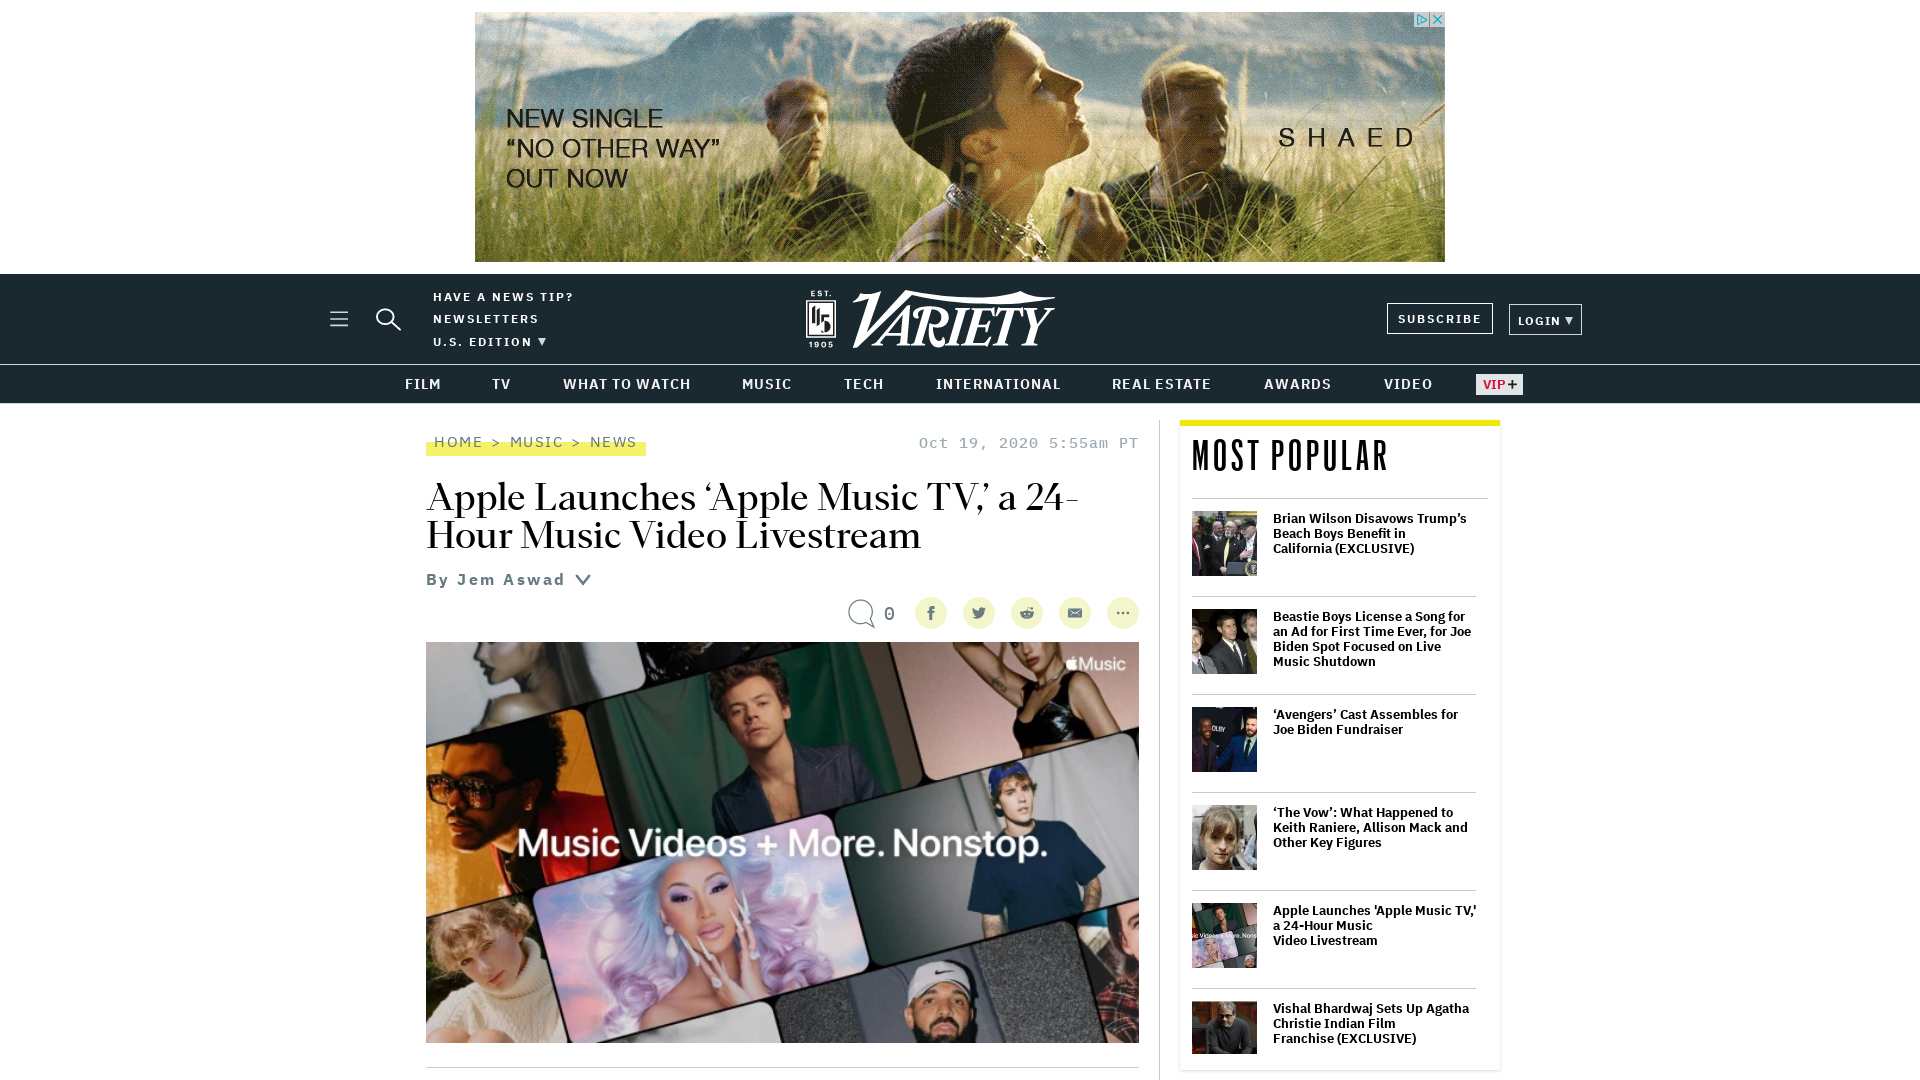 NEW SINGLE
“NO OTHER WAY”
OUT NOW
SHAED
HAVE A NEWS TIP?
NEWSLETTERS
U.S. EDITION ▼
EST.
115
1905
VARIETY
SUBSCRIBE
LOGIN ▼
FILM TV WHAT TO WATCH MUSIC TECH INTERNATIONAL REAL ESTATE AWARDS VIDEO VIP+
HOME > MUSIC > NEWS
Oct 19, 2020 5:55am PT
Apple Launches ‘Apple Music TV,’ a 24-
Hour Music Video Livestream
By Jem Aswad
0
Music
Music Videos + More. Nonstop.
MOST POPULAR
Brian Wilson Disavows Trump’s
Beach Boys Benefit in
California (EXCLUSIVE)
Beastie Boys License a Song for
an Ad for First Time Ever, for Joe
Biden Spot Focused on Live
Music Shutdown
‘Avengers’ Cast Assembles for
Joe Biden Fundraiser
‘The Vow’: What Happened to
Keith Raniere, Allison Mack and
Other Key Figures
Apple Launches 'Apple Music TV,'
a 24-Hour Music
Video Livestream
Vishal Bhardwaj Sets Up Agatha
Christie Indian Film
Franchise (EXCLUSIVE)